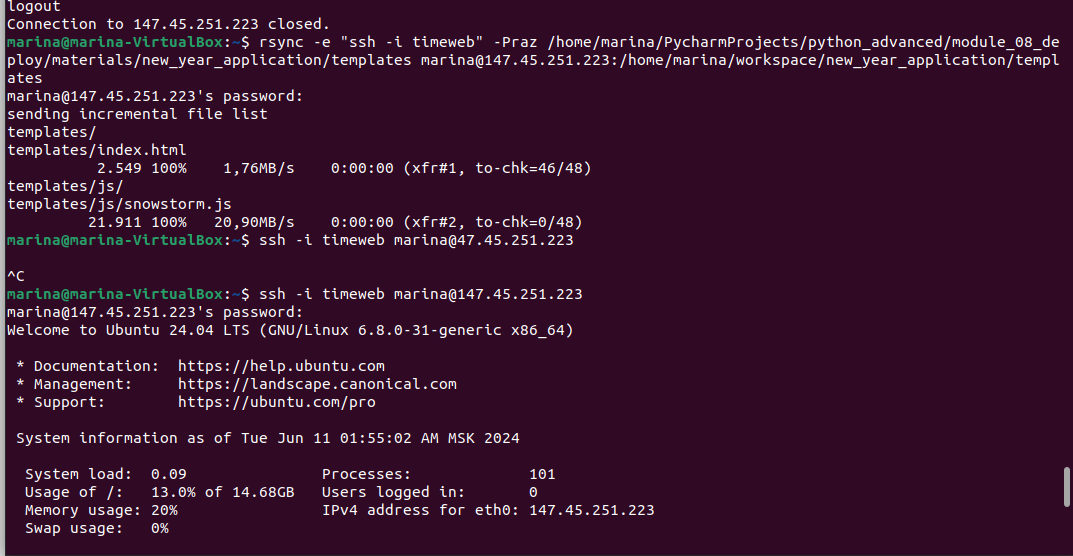 logout
Connection to 147.45.251.223 closed.
marina@marina-VirtualBox:~$ rsync -e "ssh -i timeweb" -Praz /home/marina/PycharmProjects/python_advanced/module_08_de
ploy/materials/new_year_application/templates marina@147.45.251.223:/home/marina/workspace/new_year_application/templ
ates
marina@147.45.251.223's password:
sending incremental file list
templates/
templates/index.html
          2.549 100%    1,76MB/s    0:00:00 (xfr#1, to-chk=46/48)
templates/js/
templates/js/snowstorm.js
         21.911 100%   20,90MB/s    0:00:00 (xfr#2, to-chk=0/48)
marina@marina-VirtualBox:~$ ssh -i timeweb marina@47.45.251.223
^C
marina@marina-VirtualBox:~$ ssh -i timeweb marina@147.45.251.223
marina@147.45.251.223's password:
Welcome to Ubuntu 24.04 LTS (GNU/Linux 6.8.0-31-generic x86_64)
 * Documentation:  https://help.ubuntu.com
 * Management:     https://landscape.canonical.com
 * Support:        https://ubuntu.com/pro
 System information as of Tue Jun 11 01:55:02 AM MSK 2024
  System load:  0.09               Processes:             101
  Usage of /:   13.0% of 14.68GB   Users logged in:       0
  Memory usage: 20%                IPv4 address for eth0: 147.45.251.223
  Swap usage:   0%